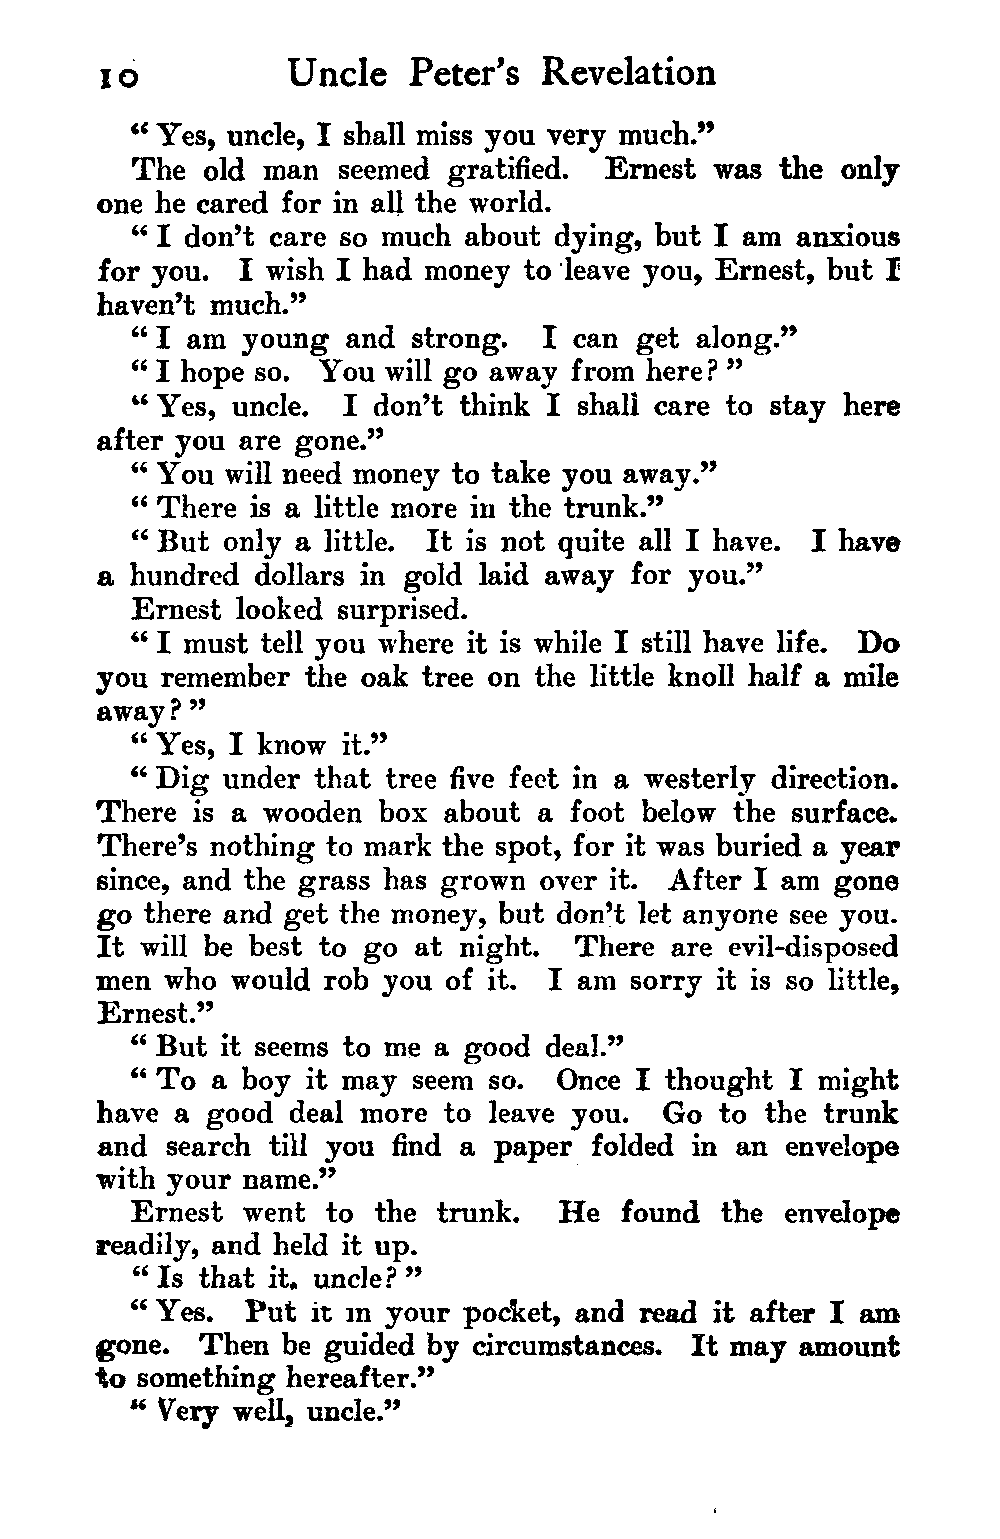 10 Uncle Peter's Revelation
"Yes, uncle, I shall miss you very much."
The old man seemed gratified. Ernest was the only
one he cared for in all the world.
"I don't care so much about dying, but I am anxious
for you. I wish I had money to leave you, Ernest, but I
haven't much."
"I am young and strong. I can get along."
"I hope so. You will go away from here?"
"Yes, uncle. I don't think I shall care to stay here
after you are gone."
"You will need money to take you away."
"There is a little more in the trunk."
"But only a little. It is not quite all I have. I have
a hundred dollars in gold laid away for you."
Ernest looked surprised.
"I must tell you where it is while I still have life. Do
you remember the oak tree on the little knoll half a mile
away?"
"Yes, I know it."
"Dig under that tree five feet in a westerly direction.
There is a wooden box about a foot below the surface.
There's nothing to mark the spot, for it was buried a year
since, and the grass has grown over it. After I am gone
go there and get the money, but don't let anyone see you.
It will be best to go at night. There are evil-disposed
men who would rob you of it. I am sorry it is so little,
Ernest."
"But it seems to me a good deal."
"To a boy it may seem so. Once I thought I might
have a good deal more to leave you. Go to the trunk
and search till you find a paper folded in an envelope
with your name."
Ernest went to the trunk. He found the envelope
readily, and held it up.
"Is that it, uncle?"
"Yes. Put it in your pocket, and read it after I am
gone. Then be guided by circumstances. It may amount
to something hereafter."
"Very well, uncle."